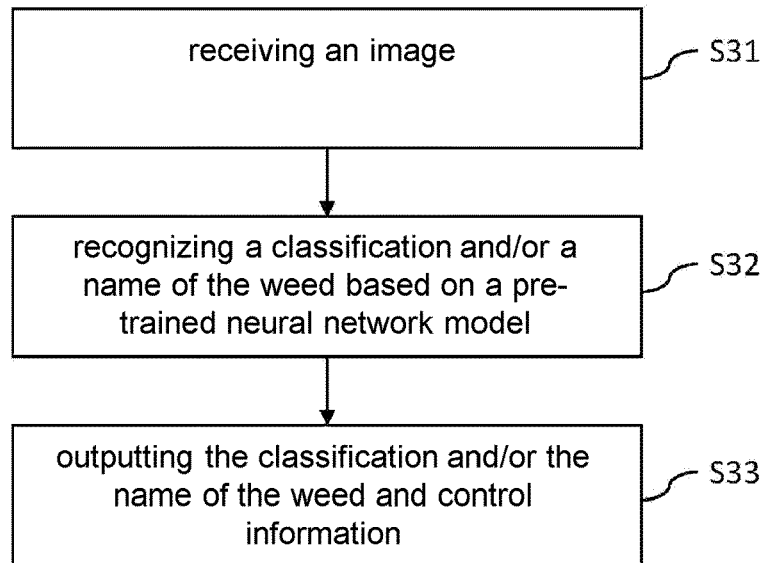 receiving an image
S31
recognizing a classification and/or a
name of the weed based on a pre-
trained neural network model
S32
outputting the classification and/or the
name of the weed and control
information
S33